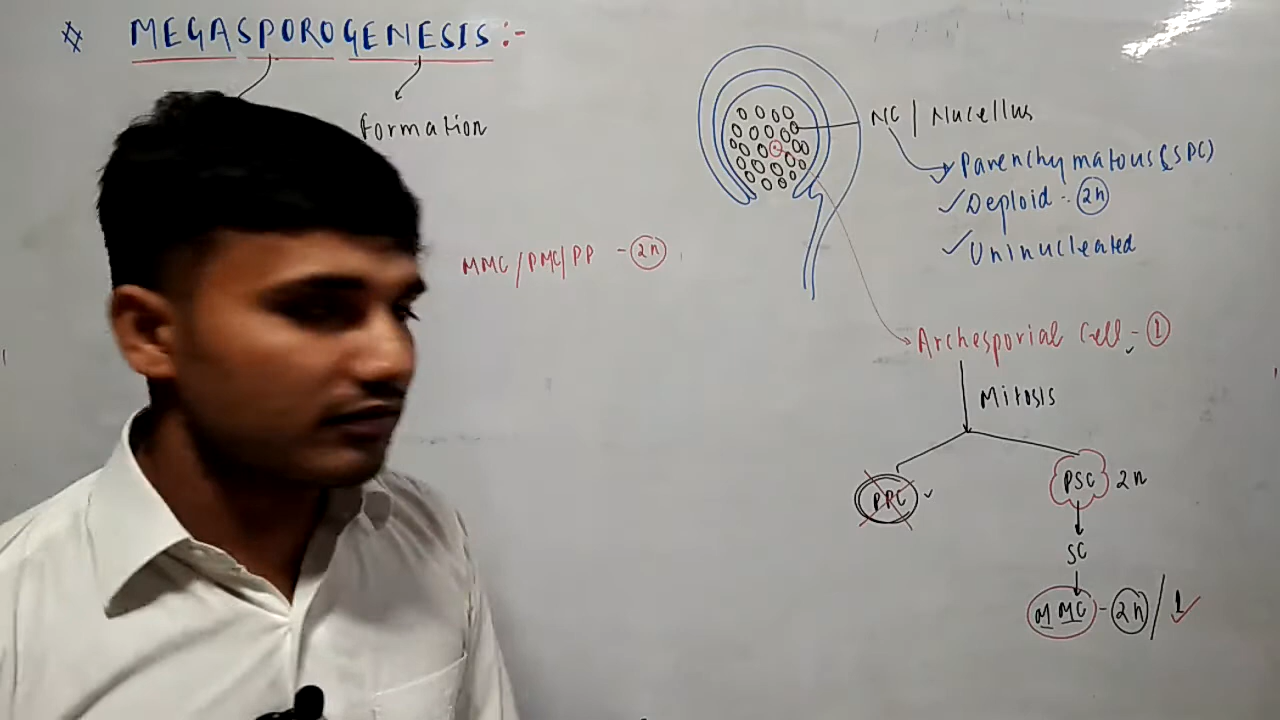 MEGASPOROGENESIS :-
Formation
MMC/PMC/PP - 2n
NC | Nucellus
Parenchymatous (SPC)
✓ Deploid :- 2n
✓ Uninucleated
Archesporial Cell - 1
Mitosis
PPC ✓
PSC 2n
SC
MMC - 2n / 1